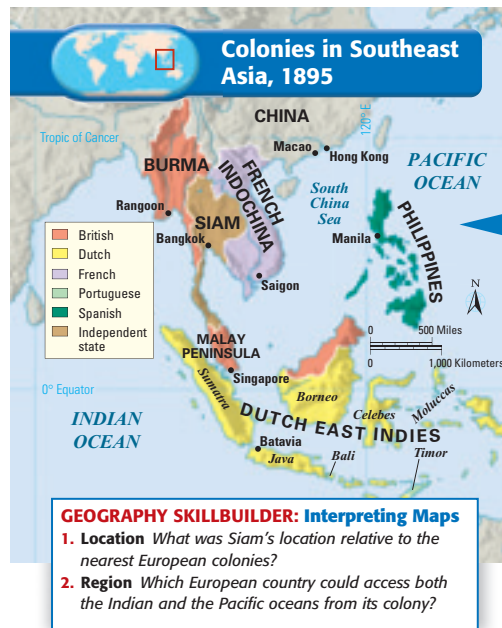 Colonies in Southeast
Asia, 1895
CHINA
120° E
Tropic of Cancer
Macao
Hong Kong
PACIFIC
OCEAN
BURMA
FRENCH
INDOCHINA
South
China
Sea
Rangoon
SIAM
Bangkok
Manila
PHILIPPINES
British
Dutch
French
Portuguese
Spanish
Independent
state
Saigon
N
0 500 Miles
0 1,000 Kilometers
MALAY
PENINSULA
Singapore
0° Equator
Sumatra
Borneo
Celebes
Moluccas
INDIAN
OCEAN
DUTCH EAST INDIES
Batavia
Java
Bali
Timor
GEOGRAPHY SKILLBUILDER: Interpreting Maps
1. Location What was Siam's location relative to the
nearest European colonies?
2. Region Which European country could access both
the Indian and the Pacific oceans from its colony?